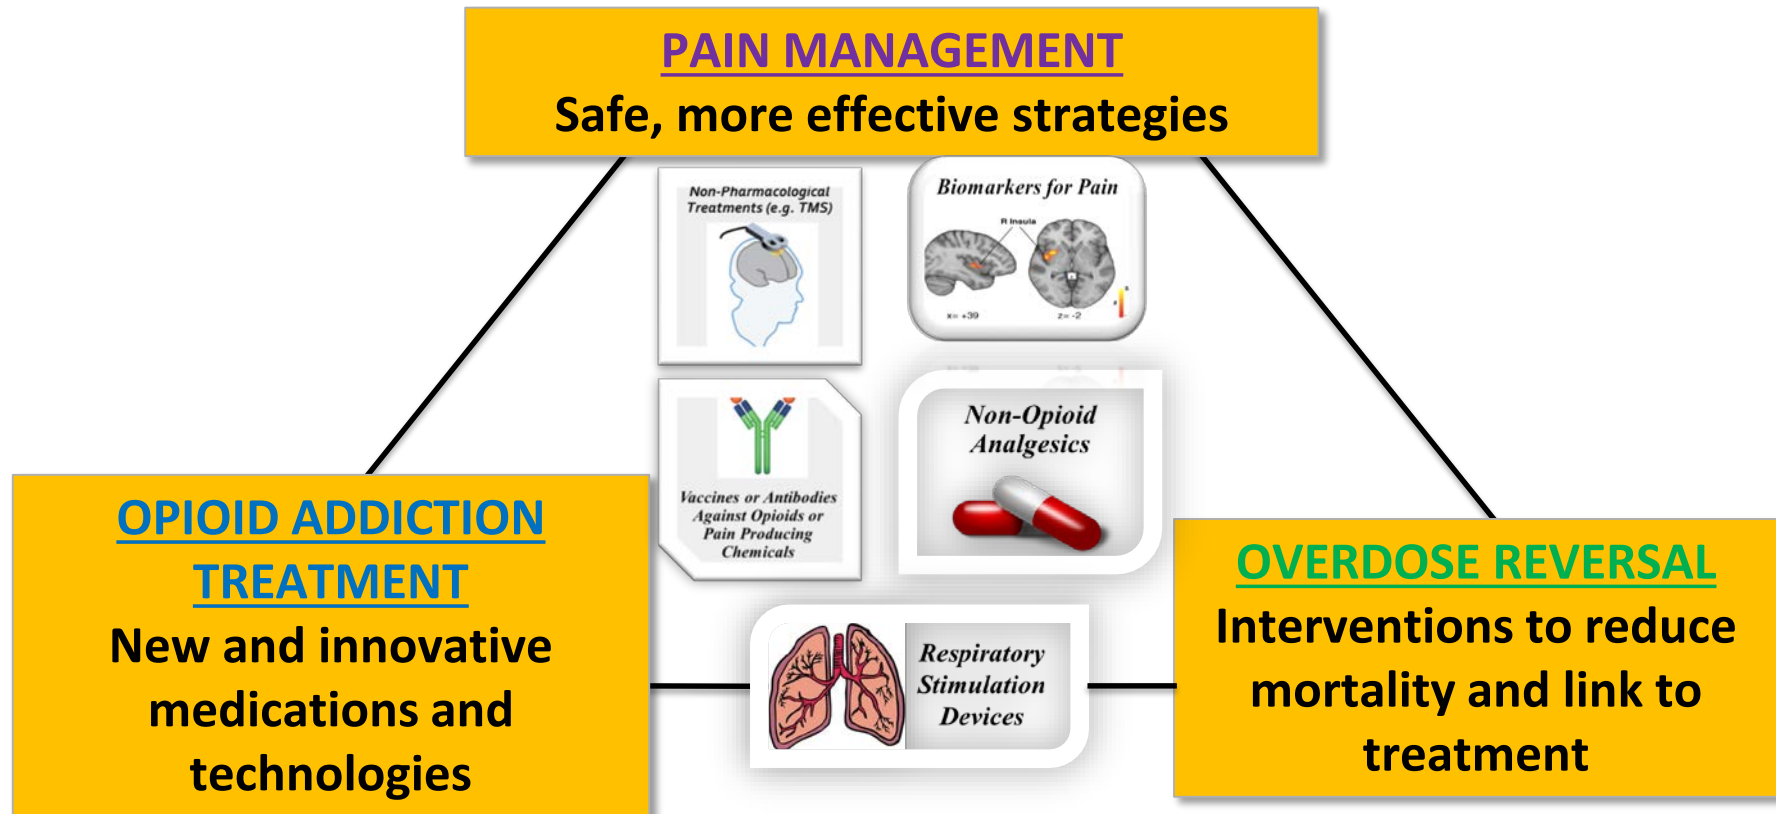 PAIN MANAGEMENT
Safe, more effective strategies
Non-Pharmacological
Treatments (e.g. TMS)
Biomarkers for Pain
R Insula
x= +39
z= -2
Vaccines or Antibodies
Against Opioids or
Pain Producing
Chemicals
Non-Opioid
Analgesics
OPIOID ADDICTION
TREATMENT
New and innovative
medications and
technologies
Respiratory
Stimulation
Devices
OVERDOSE REVERSAL
Interventions to reduce
mortality and link to
treatment